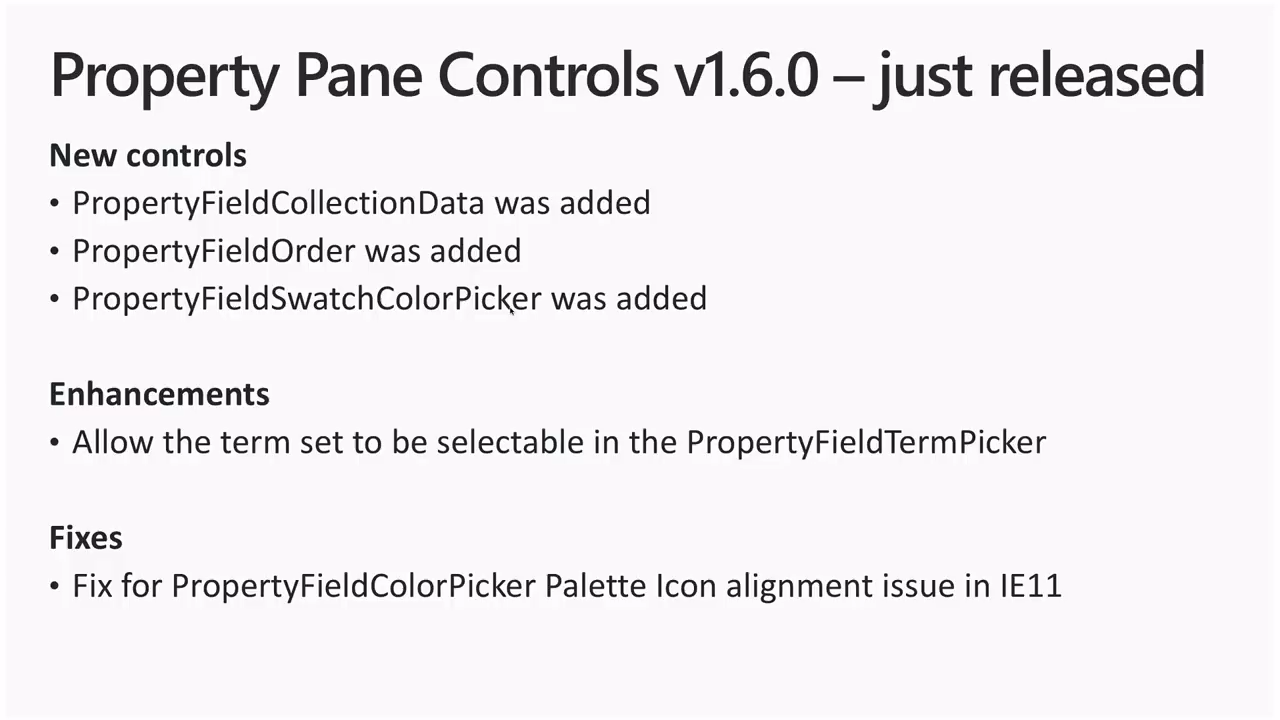 Property Pane Controls v1.6.0 – just released
New controls
• PropertyFieldCollectionData was added
• PropertyFieldOrder was added
• PropertyFieldSwatchColorPicker was added
Enhancements
• Allow the term set to be selectable in the PropertyFieldTermPicker
Fixes
• Fix for PropertyFieldColorPicker Palette Icon alignment issue in IE11